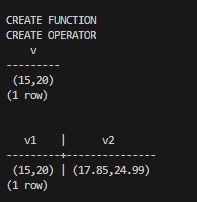 CREATE FUNCTION
CREATE OPERATOR
    v
---------
 (15,20)
(1 row)

   v1    |      v2
---------+---------------
 (15,20) | (17.85,24.99)
(1 row)